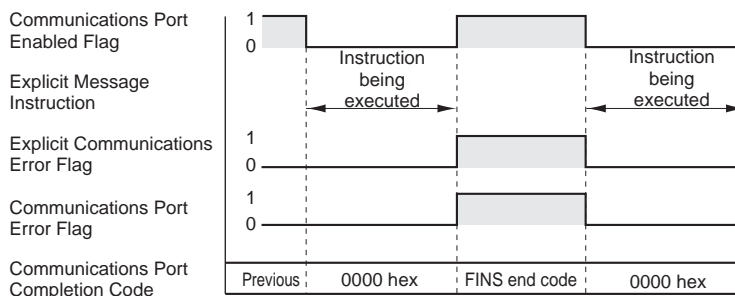 Communications Port
Enabled Flag
1
0
Instruction
being
executed
Instruction
being
executed
Explicit Message
Instruction
Explicit Communications
Error Flag
1
0
Communications Port
Error Flag
1
0
Communications Port
Completion Code
Previous
0000 hex
FINS end code
0000 hex